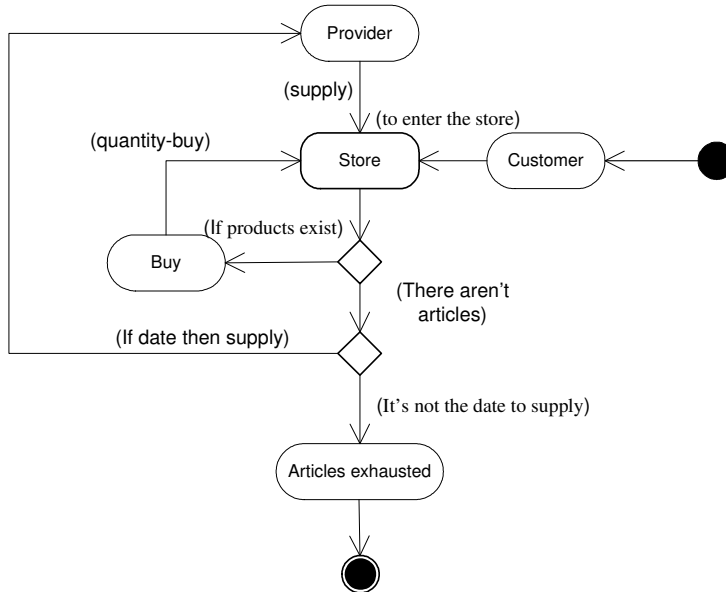 Provider
(supply)
(to enter the store)
(quantity-buy)
Store
Customer
(If products exist)
Buy
(There aren't
articles)
(If date then supply)
(It's not the date to supply)
Articles exhausted